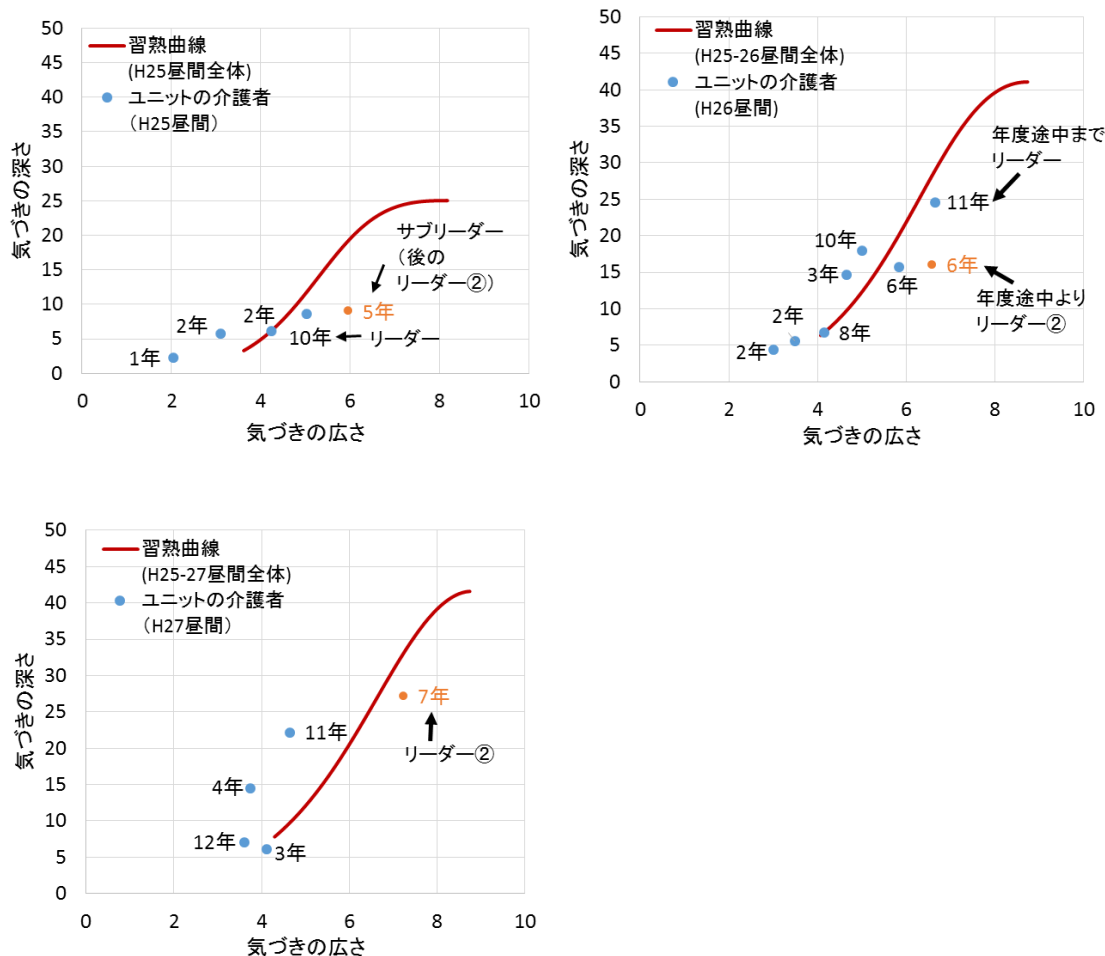 50
45
40
35
30
25
20
15
10
5
0
気づきの深さ
習熟曲線
(H25昼間全体)
ユニットの介護者
（H25昼間）
サブリーダー
（後の
リーダー②）
5年
2年
2年
10年
リーダー
1年
0
2
4
6
8
10
気づきの広さ
50
45
40
35
30
25
20
15
10
5
0
気づきの深さ
習熟曲線
(H25-26昼間全体)
ユニットの介護者
(H26昼間)
年度途中まで
リーダー
11年
10年
3年
6年
6年
年度途中より
リーダー②
2年
8年
2年
0
2
4
6
8
10
気づきの広さ
50
45
40
35
30
25
20
15
10
5
0
気づきの深さ
習熟曲線
(H25-27昼間全体)
ユニットの介護者
（H27昼間）
7年
リーダー②
11年
4年
12年
3年
0
2
4
6
8
10
気づきの広さ